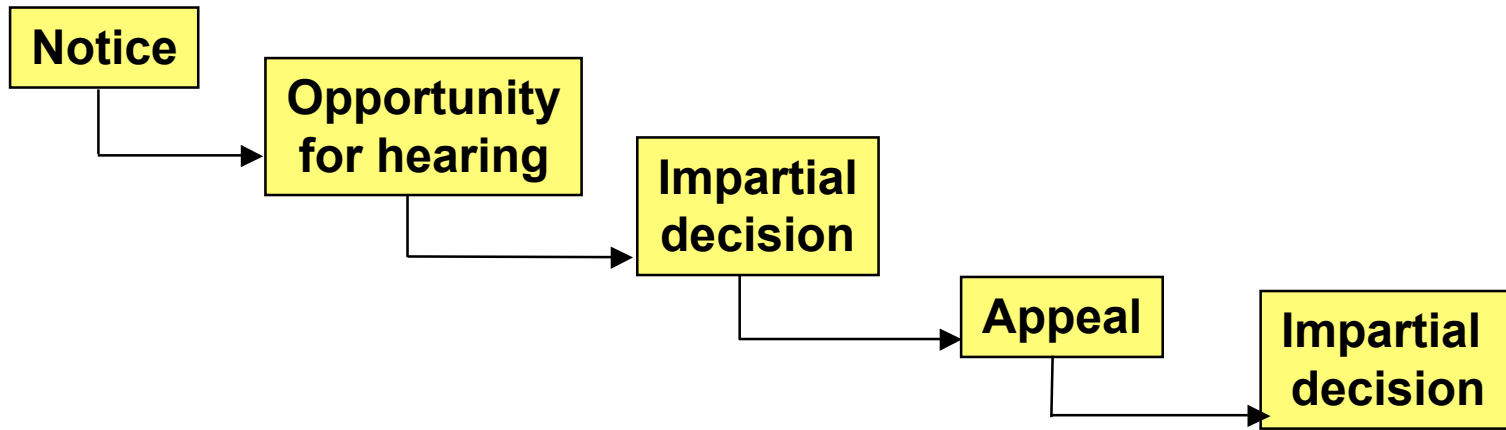 Notice
Opportunity
for hearing
Impartial
decision
Appeal
Impartial
decision